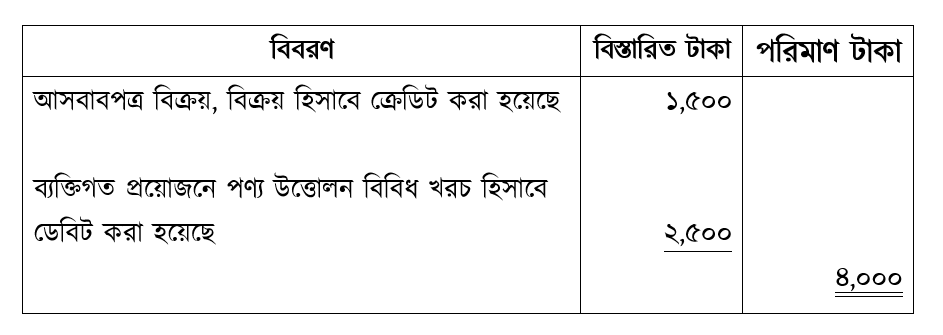 বিবরণ বিস্তারিত টাকা পরিমাণ টাকা
আসবাবপত্র বিক্রয়, বিক্রয় হিসাবে ক্রেডিট করা হয়েছে ১,৫০০
ব্যক্তিগত প্রয়োজনে পণ্য উত্তোলন বিবিধ খরচ হিসাবে
ডেবিট করা হয়েছে ২,৫০০
৪,০০০